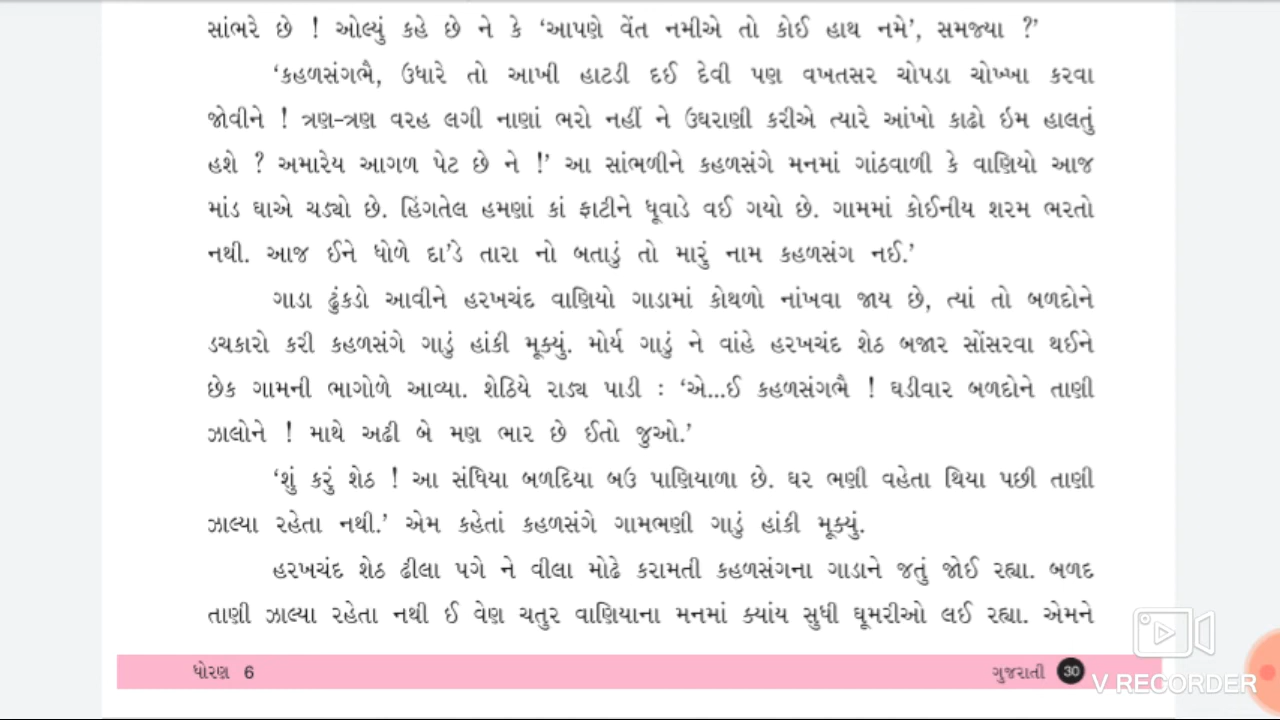 સાંભરે છે ! ઓલ્યું કહે છે ને કે ‘આપણે વેંત નમીએ તો કોઈ હાથ નમે’, સમજ્યા ?’
‘કહળસંગભૈ, ઉધારે તો આખી હાટડી દઈ દેવી પણ વખતસર ચોપડા ચોખ્ખા કરવા
જોવીને ! ત્રણ-ત્રણ વરહ લગી નાણાં ભરો નહીં ને ઉઘરાણી કરીએ ત્યારે આંખો કાઢો ઇમ હાલતું
હશે ? અમારેય આગળ પેટ છે ને !’ આ સાંભળીને કહળસંગે મનમાં ગાંઠવાળી કે વાણિયો આજ
માંડ ઘાએ ચડ્યો છે. હિંગતેલ હમણાં કાં ફાટીને ધૂવાડે વઈ ગયો છે. ગામમાં કોઈનીય શરમ ભરતો
નથી. આજ ઈને ધોળે દા’ડે તારા નો બતાડું તો મારું નામ કહળસંગ નઈ.’
ગાડા ઢુંકડો આવીને હરખચંદ વાણિયો ગાડામાં કોથળો નાંખવા જાય છે, ત્યાં તો બળદોને
ડચકારો કરી કહળસંગે ગાડું હાંકી મૂક્યું. મોર્ય ગાડું ને વાંહે હરખચંદ શેઠ બજાર સોંસરવા થઈને
છેક ગામની ભાગોળે આવ્યા. શેઠિયે રાડ્ય પાડી : ‘એ...ઈ કહળસંગભૈ ! ઘડીવાર બળદોને તાણી
ઝાલોને ! માથે અઢી બે મણ ભાર છે ઈતો જુઓ.’
‘શું કરું શેઠ ! આ સંધિયા બળદિયા બઉ પાણિયાળા છે. ઘર ભણી વહેતા થિયા પછી તાણી
ઝાલ્યા રહેતા નથી.’ એમ કહેતાં કહળસંગે ગામભણી ગાડું હાંકી મૂક્યું.
હરખચંદ શેઠ ઢીલા પગે ને વીલા મોઢે કરામતી કહળસંગના ગાડાને જતું જોઈ રહ્યા. બળદ
તાણી ઝાલ્યા રહેતા નથી ઈ વેણ ચતુર વાણિયાના મનમાં ક્યાંય સુધી ઘૂમરીઓ લઈ રહ્યા. એમને
ધોરણ 6 ગુજરાતી 30
V RECORDER